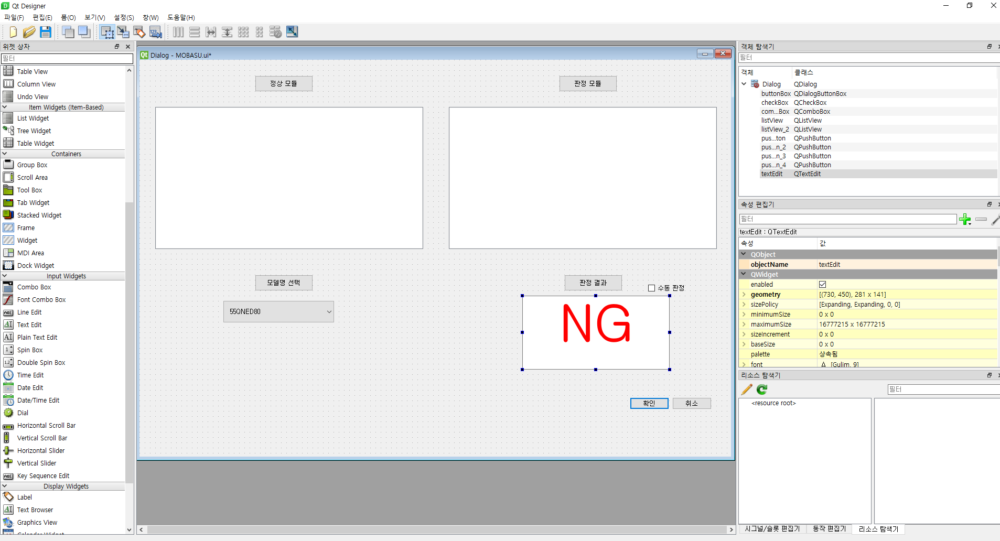 Qt Designer
파일(F) 편집(E) 폼(O) 보기(V) 설정(S) 창(W) 도움말(H)
위젯 상자
필터
Table View
Column View
Undo View
Item Widgets (Item-Based)
List Widget
Tree Widget
Table Widget
Containers
Group Box
Scroll Area
Tool Box
Tab Widget
Stacked Widget
Frame
Widget
MDI Area
Dock Widget
Input Widgets
Combo Box
Font Combo Box
Line Edit
Text Edit
Plain Text Edit
Spin Box
Double Spin Box
Time Edit
Date Edit
Date/Time Edit
Dial
Horizontal Scroll Bar
Vertical Scroll Bar
Horizontal Slider
Vertical Slider
Key Sequence Edit
Display Widgets
Label
Text Browser
Graphics View
Dialog - MOBASU.ui*
정상 모듈
판정 모듈
모델명 선택
판정 결과
수동 판정
55QNED80
NG
확인
취소
객체 탐색기
필터
객체 클래스
Dialog QDialog
buttonBox QDialogButtonBox
checkBox QCheckBox
com...Box QComboBox
listView QListView
listView_2 QListView
pus...ton QPushButton
pus...n_2 QPushButton
pus...n_3 QPushButton
pus...n_4 QPushButton
textEdit QTextEdit
속성 편집기
필터
textEdit : QTextEdit
속성 값
QObject
objectName textEdit
QWidget
enabled
geometry [(730, 450), 281 x 141]
sizePolicy [Expanding, Expanding, 0, 0]
minimumSize 0 x 0
maximumSize 16777215 x 16777215
sizeIncrement 0 x 0
baseSize 0 x 0
palette 상속됨
font A [Gulim, 9]
리소스 탐색기
필터
<resource root>
시그널/슬롯 편집기 동작 편집기 리소스 탐색기